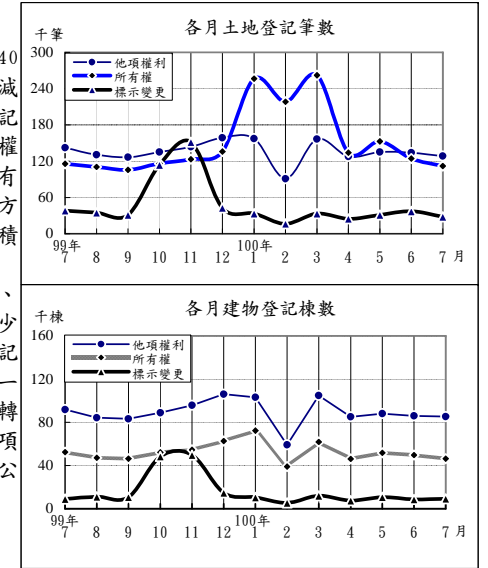 40
減
記
權
有
方
積
、
少
記
一
轉
項
公
各月土地登記筆數
千筆
300
240
180
120
60
0
他項權利
所有權
標示變更
99年 100年
7 8 9 10 11 12 1 2 3 4 5 6 7 月
各月建物登記棟數
千棟
160
120
80
40
0
他項權利
所有權
標示變更
99年 100年
7 8 9 10 11 12 1 2 3 4 5 6 7 月